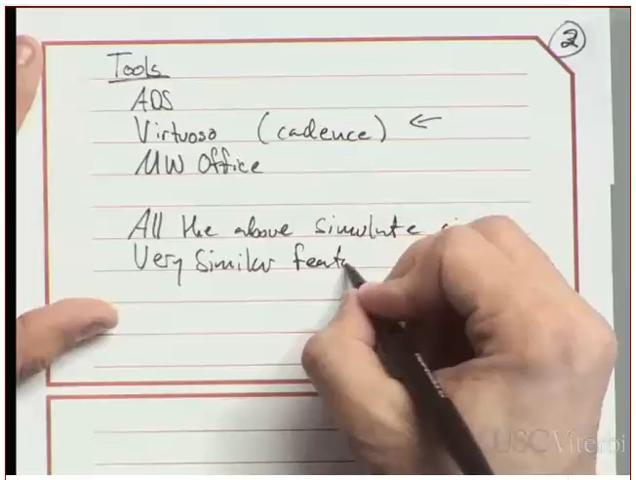 2
Tools
ADS
Virtuoso (cadence) ←
MW Office
All the above simulate
Very Similar feat
USC Viterbi